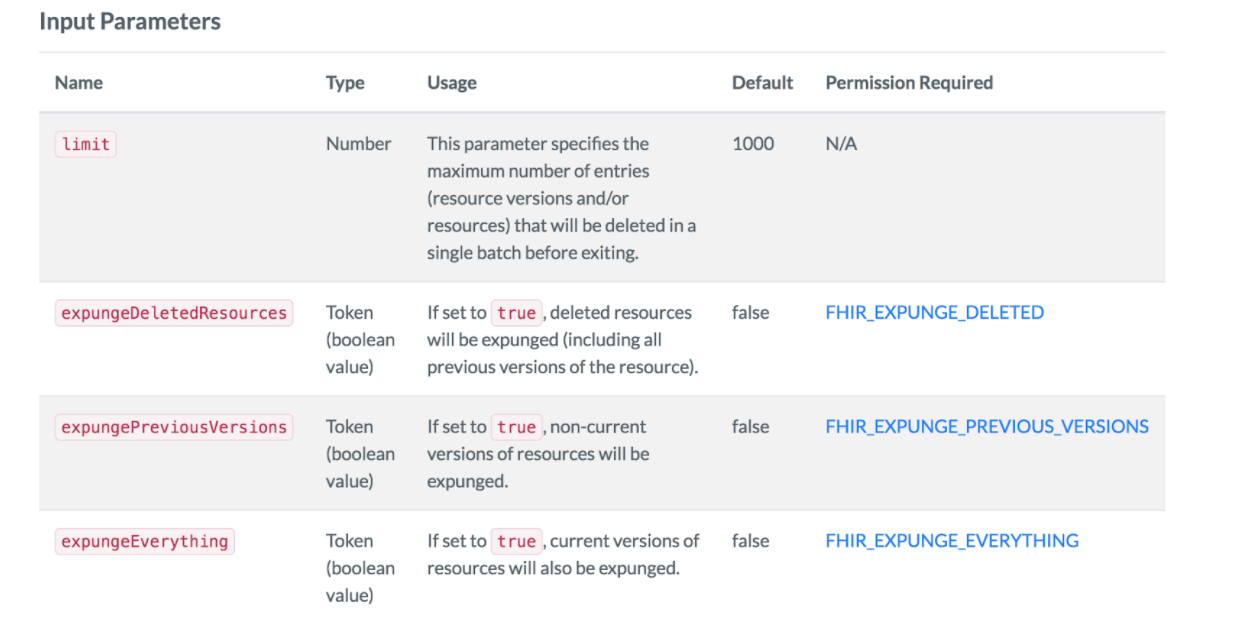 Input Parameters
Name Type Usage Default Permission Required
limit Number This parameter specifies the 1000 N/A
maximum number of entries
(resource versions and/or
resources) that will be deleted in a
single batch before exiting.
expungeDeletedResources Token If set to true , deleted resources false FHIR_EXPUNGE_DELETED
(boolean will be expunged (including all
value) previous versions of the resource).
expungePreviousVersions Token If set to true , non-current false FHIR_EXPUNGE_PREVIOUS_VERSIONS
(boolean versions of resources will be
value) expunged.
expungeEverything Token If set to true , current versions of false FHIR_EXPUNGE_EVERYTHING
(boolean resources will also be expunged.
value)